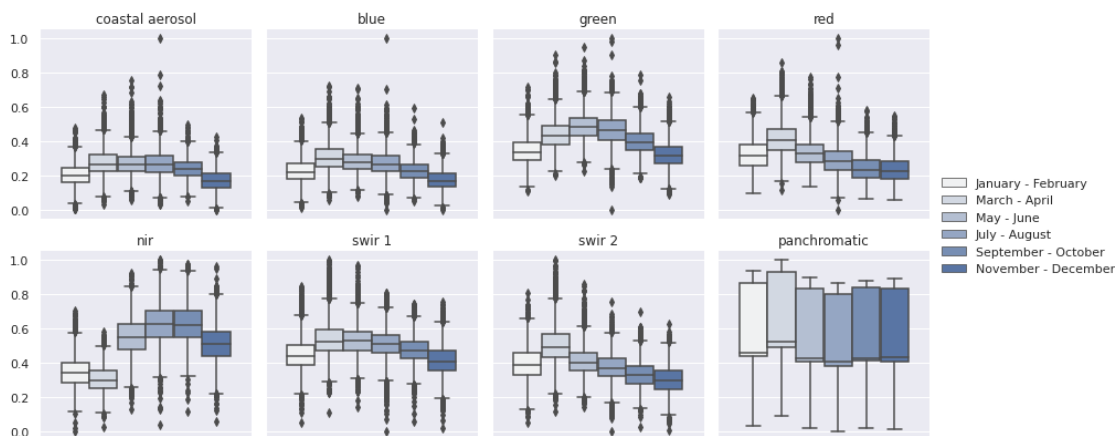 coastal aerosol blue green red
1.0
0.8
0.6
0.4
0.2
0.0
January - February
March - April
May - June
July - August
September - October
November - December
nir swir 1 swir 2 panchromatic
1.0
0.8
0.6
0.4
0.2
0.0